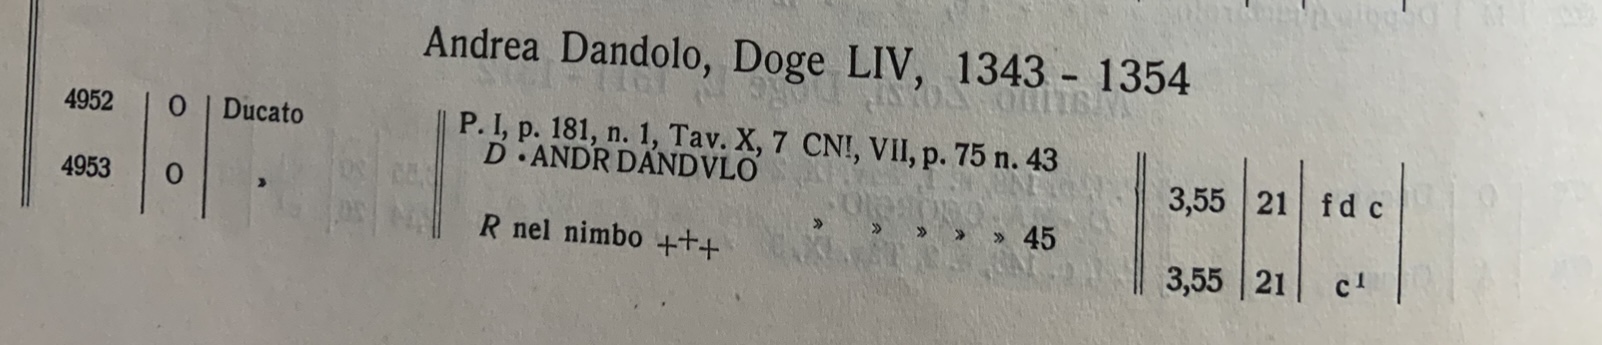 Andrea Dandolo, Doge LIV, 1343 - 1354
4952 O Ducato P. I, p. 181, n. 1, Tav. X, 7 CNI, VII, p. 75 n. 43
D · ANDR DANDVLO 3,55 21 f d c
4953 O » R nel nimbo +++ » » » » » 45 3,55 21 c¹